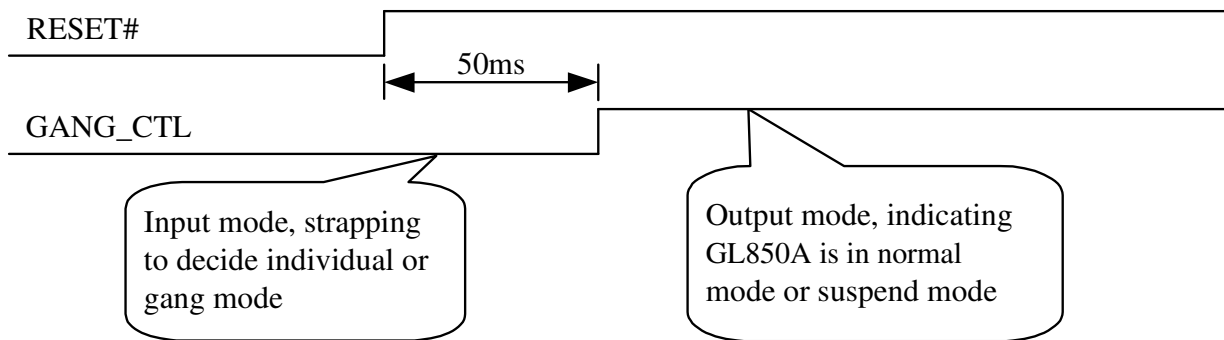 RESET#
50ms
GANG_CTL
Input mode, strapping
to decide individual or
gang mode
Output mode, indicating
GL850A is in normal
mode or suspend mode